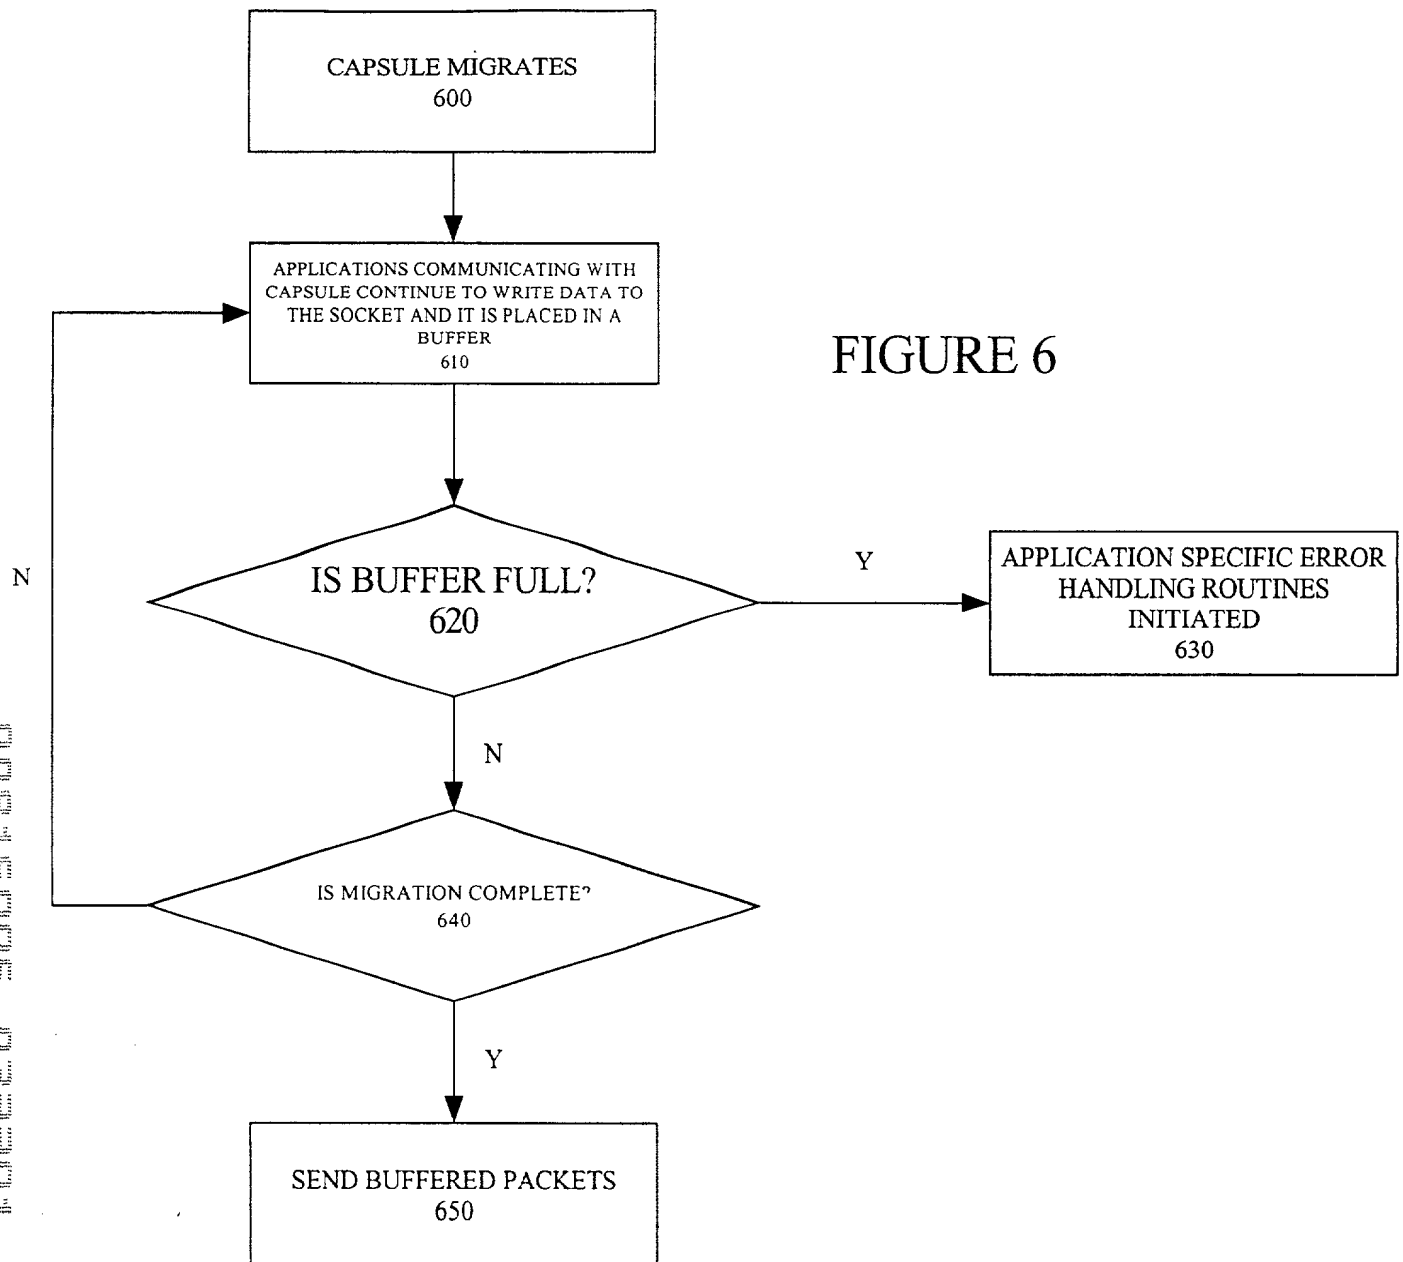 CAPSULE MIGRATES
600
APPLICATIONS COMMUNICATING WITH
CAPSULE CONTINUE TO WRITE DATA TO
THE SOCKET AND IT IS PLACED IN A
BUFFER
610
FIGURE 6
N
IS BUFFER FULL?
620
Y
APPLICATION SPECIFIC ERROR
HANDLING ROUTINES
INITIATED
630
N
IS MIGRATION COMPLETE?
640
Y
SEND BUFFERED PACKETS
650